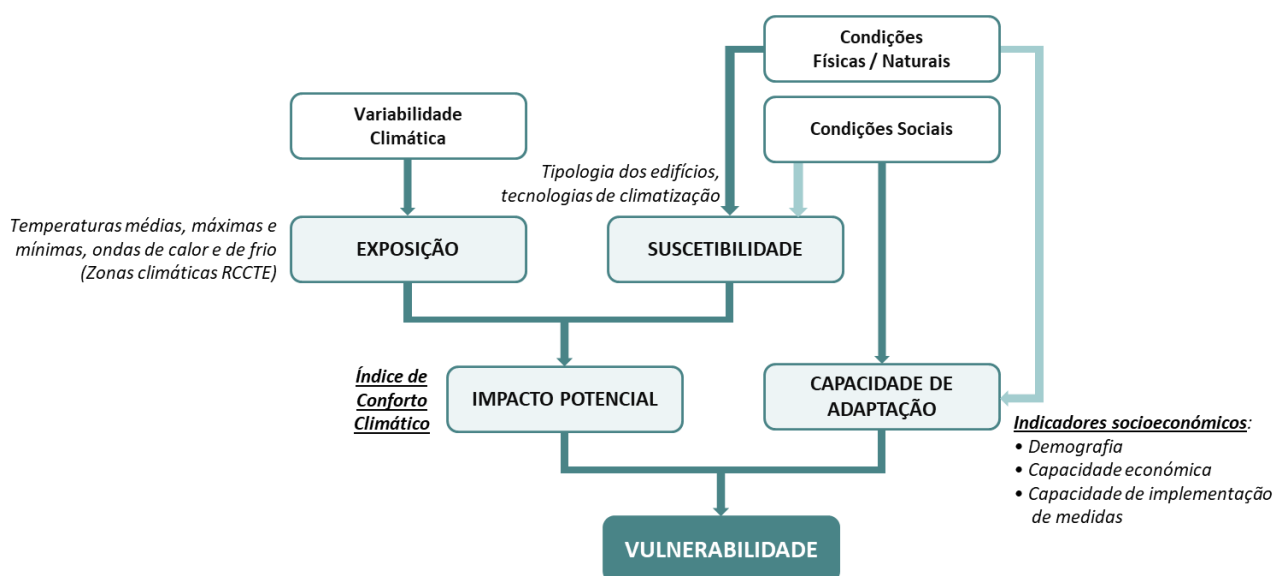 Condições
Físicas / Naturais
Variabilidade
Climática
Condições Sociais
Tipologia dos edifícios,
tecnologias de climatização
Temperaturas médias, máximas e
mínimas, ondas de calor e de frio
(Zonas climáticas RCCTE)
EXPOSIÇÃO
SUSCETIBILIDADE
Índice de
Conforto
Climático
IMPACTO POTENCIAL
CAPACIDADE DE
ADAPTAÇÃO
Indicadores socioeconómicos:
• Demografia
• Capacidade económica
• Capacidade de implementação
de medidas
VULNERABILIDADE